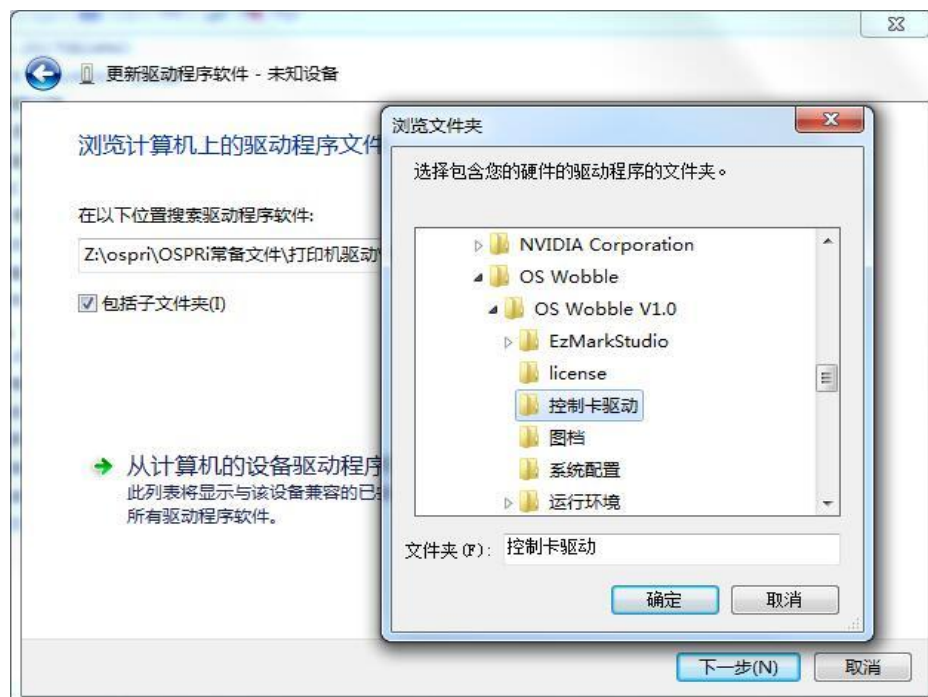 更新驱动程序软件 - 未知设备
浏览计算机上的驱动程序文件
在以下位置搜索驱动程序软件:
Z:\ospri\OSPRi常备文件\打印机驱动\
包括子文件夹(I)
从计算机的设备驱动程序
此列表将显示与该设备兼容的已
所有驱动程序软件。
浏览文件夹
选择包含您的硬件的驱动程序的文件夹。
NVIDIA Corporation
OS Wobble
OS Wobble V1.0
EzMarkStudio
license
控制卡驱动
图档
系统配置
运行环境
文件夹(F): 控制卡驱动
确定 取消
下一步(N) 取消